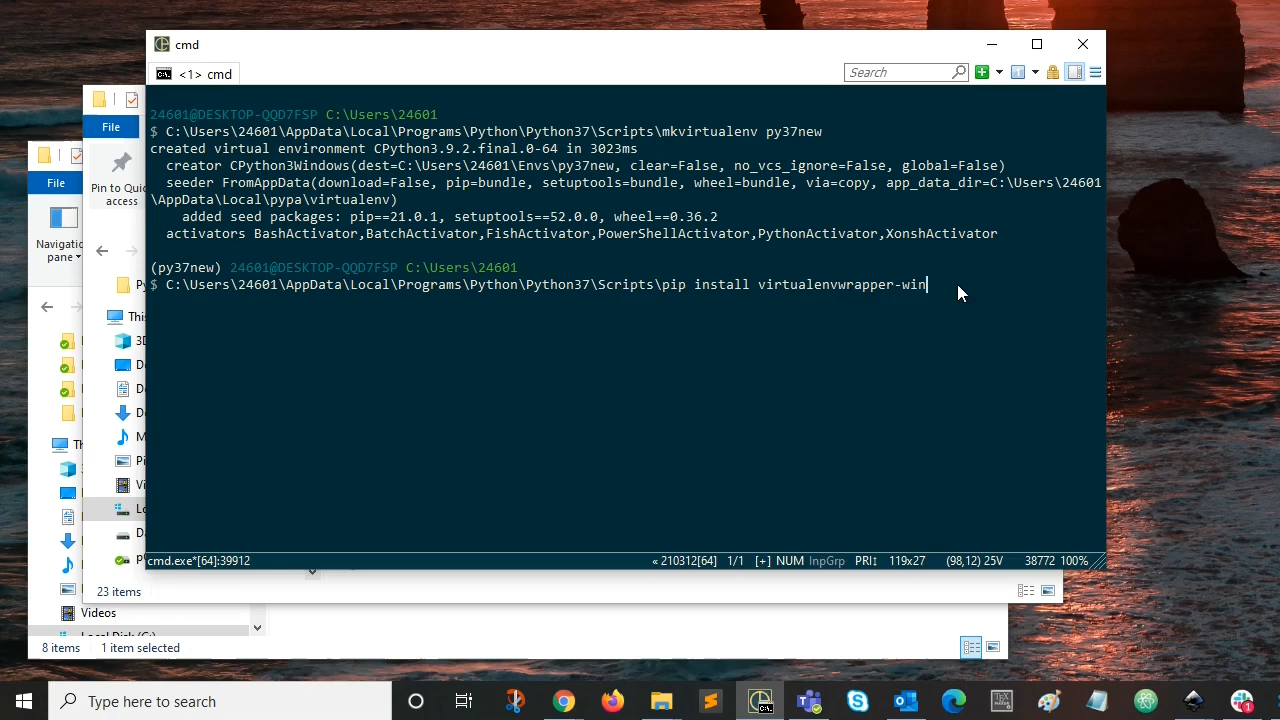 cmd
<1> cmd
Search
24601@DESKTOP-QQD7FSP C:\Users\24601
$ C:\Users\24601\AppData\Local\Programs\Python\Python37\Scripts\mkvirtualenv py37new
created virtual environment CPython3.9.2.final.0-64 in 3023ms
creator CPython3Windows(dest=C:\Users\24601\Envs\py37new, clear=False, no_vcs_ignore=False, global=False)
seeder FromAppData(download=False, pip=bundle, setuptools=bundle, wheel=bundle, via=copy, app_data_dir=C:\Users\24601
\AppData\Local\pypa\virtualenv)
added seed packages: pip==21.0.1, setuptools==52.0.0, wheel==0.36.2
activators BashActivator,BatchActivator,FishActivator,PowerShellActivator,PythonActivator,XonshActivator
(py37new) 24601@DESKTOP-QQD7FSP C:\Users\24601
$ C:\Users\24601\AppData\Local\Programs\Python\Python37\Scripts\pip install virtualenvwrapper-win
cmd.exe*[64]:39912
« 210312[64] 1/1 [+] NUM InpGrp PRI↕ 119x27 (98,12) 25V 38772 100%
File
Pin to Quic
access
File
Navigation
pane
23 items
Videos
8 items 1 item selected
Type here to search